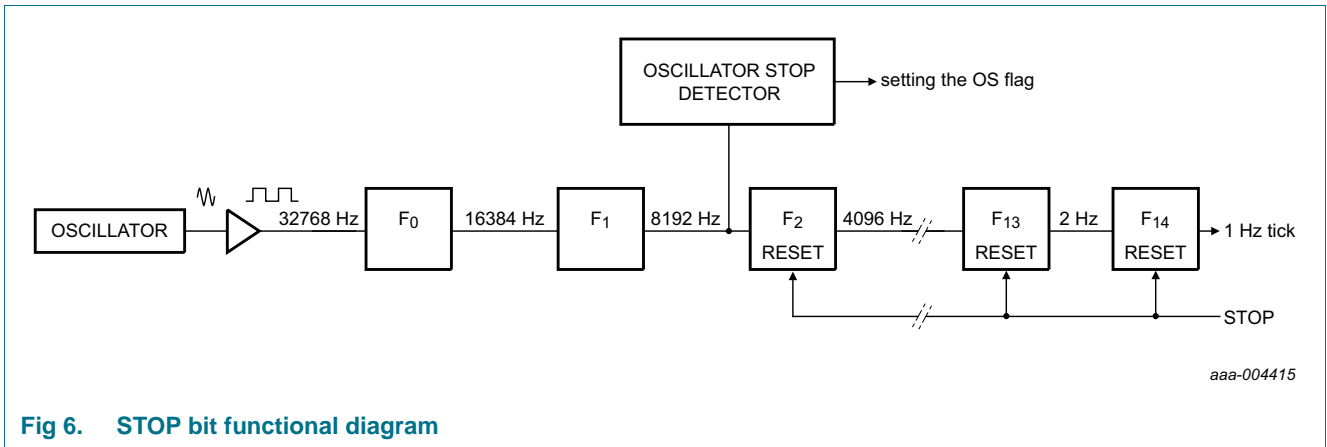 OSCILLATOR STOP
DETECTOR
setting the OS flag
OSCILLATOR
32768 Hz
F0
16384 Hz
F1
8192 Hz
F2
RESET
4096 Hz
F13
RESET
2 Hz
F14
RESET
1 Hz tick
STOP
aaa-004415
Fig 6. STOP bit functional diagram